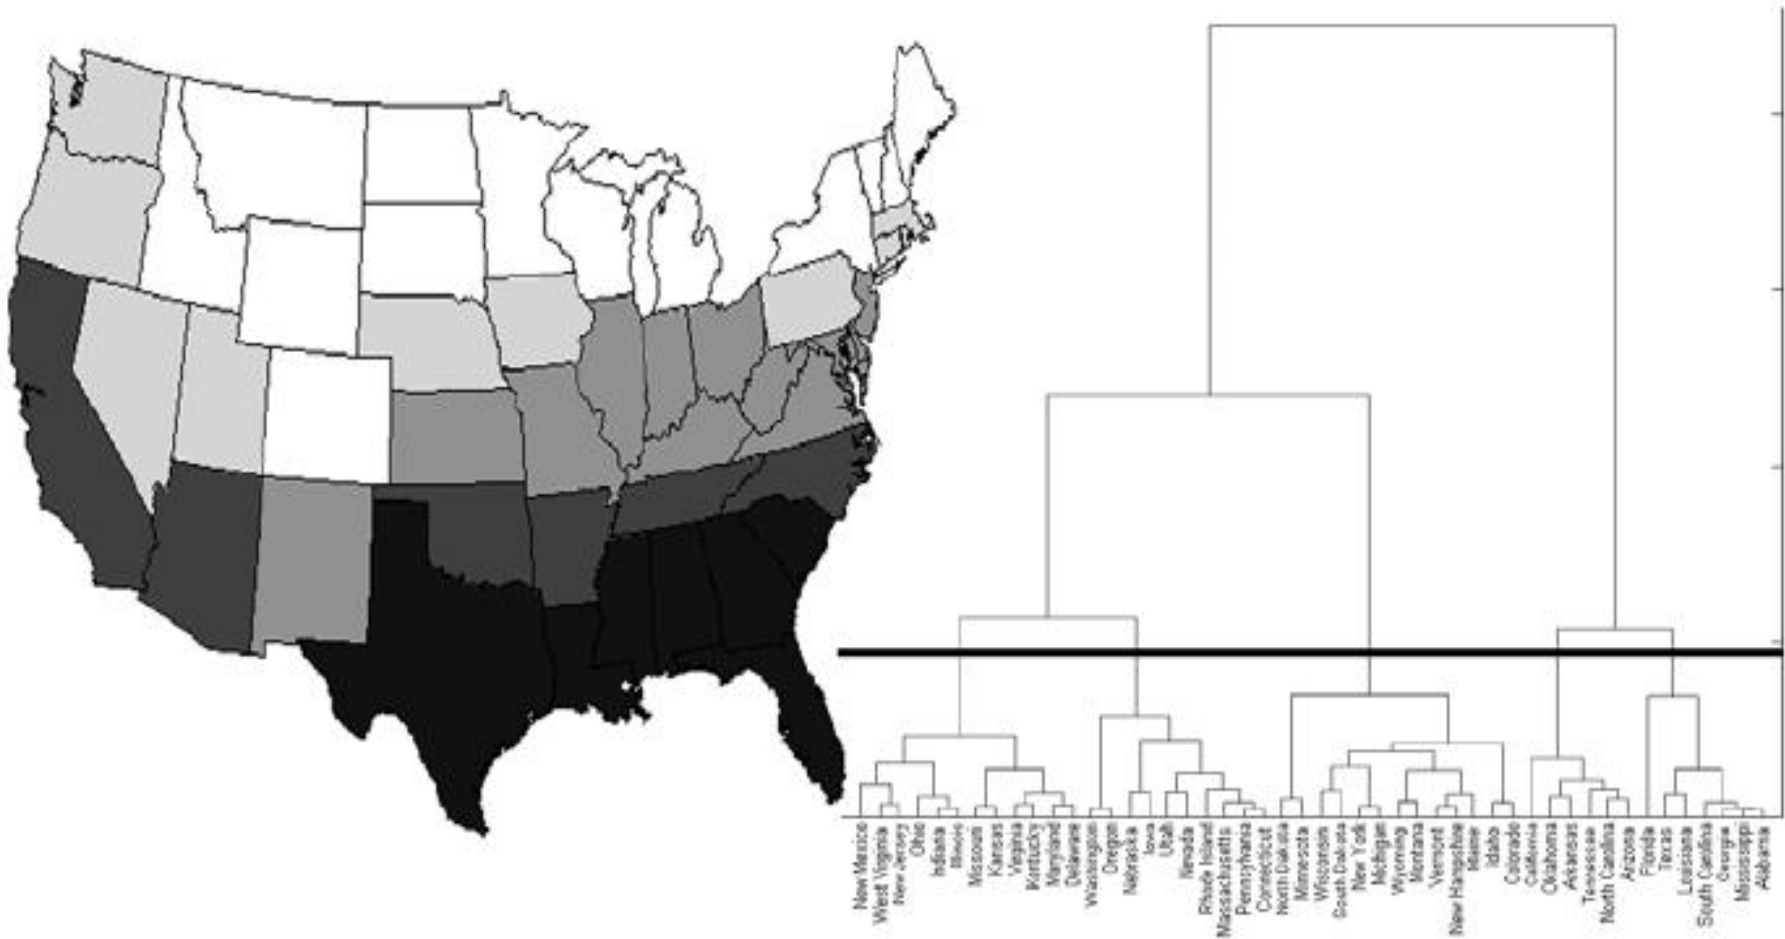 New Mexico
West Virginia
New Jersey
Ohio
Indiana
Illinois
Missouri
Kansas
Virginia
Kentucky
Maryland
Delaware
Washington
Oregon
Nebraska
Iowa
Utah
Nevada
Rhode Island
Massachusetts
Pennsylvania
Connecticut
North Dakota
Minnesota
Wisconsin
South Dakota
New York
Michigan
Wyoming
Montana
Vermont
New Hampshire
Maine
Idaho
Colorado
California
Oklahoma
Arkansas
Tennessee
North Carolina
Arizona
Florida
Texas
Louisiana
South Carolina
Georgia
Mississippi
Alabama